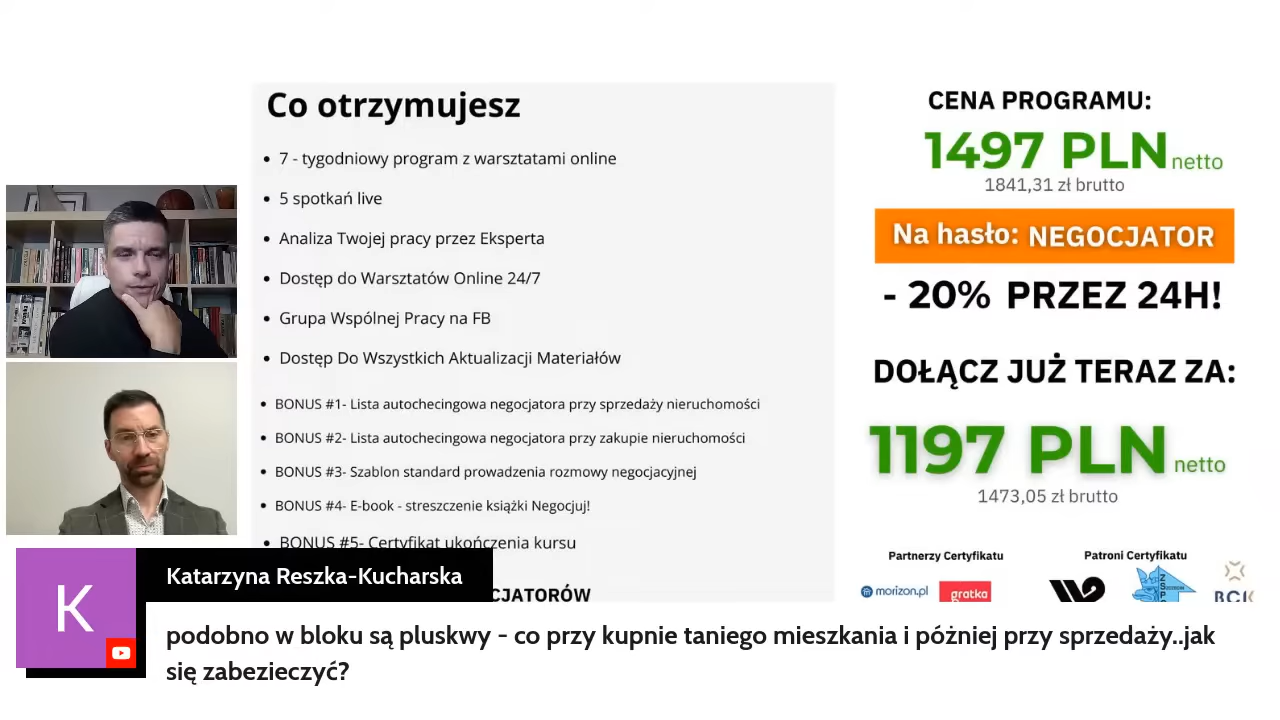 Co otrzymujesz
• 7 - tygodniowy program z warsztatami online
• 5 spotkań live
• Analiza Twojej pracy przez Eksperta
• Dostęp do Warsztatów Online 24/7
• Grupa Wspólnej Pracy na FB
• Dostęp Do Wszystkich Aktualizacji Materiałów
• BONUS #1- Lista autochecingowa negocjatora przy sprzedaży nieruchomości
• BONUS #2- Lista autochecingowa negocjatora przy zakupie nieruchomości
• BONUS #3- Szablon standard prowadzenia rozmowy negocjacyjnej
• BONUS #4- E-book - streszczenie książki Negocjuj!
• BONUS #5- Certyfikat ukończenia kursu
CJATORÓW
CENA PROGRAMU:
1497 PLN netto
1841,31 zł brutto
Na hasło: NEGOCJATOR
- 20% PRZEZ 24H!
DOŁĄCZ JUŻ TERAZ ZA:
1197 PLN netto
1473,05 zł brutto
Partnerzy Certyfikatu
Patroni Certyfikatu
morizon.pl
gratka
K
Katarzyna Reszka-Kucharska
podobno w bloku są pluskwy - co przy kupnie taniego mieszkania i później przy sprzedaży..jak
się zabezieczyć?